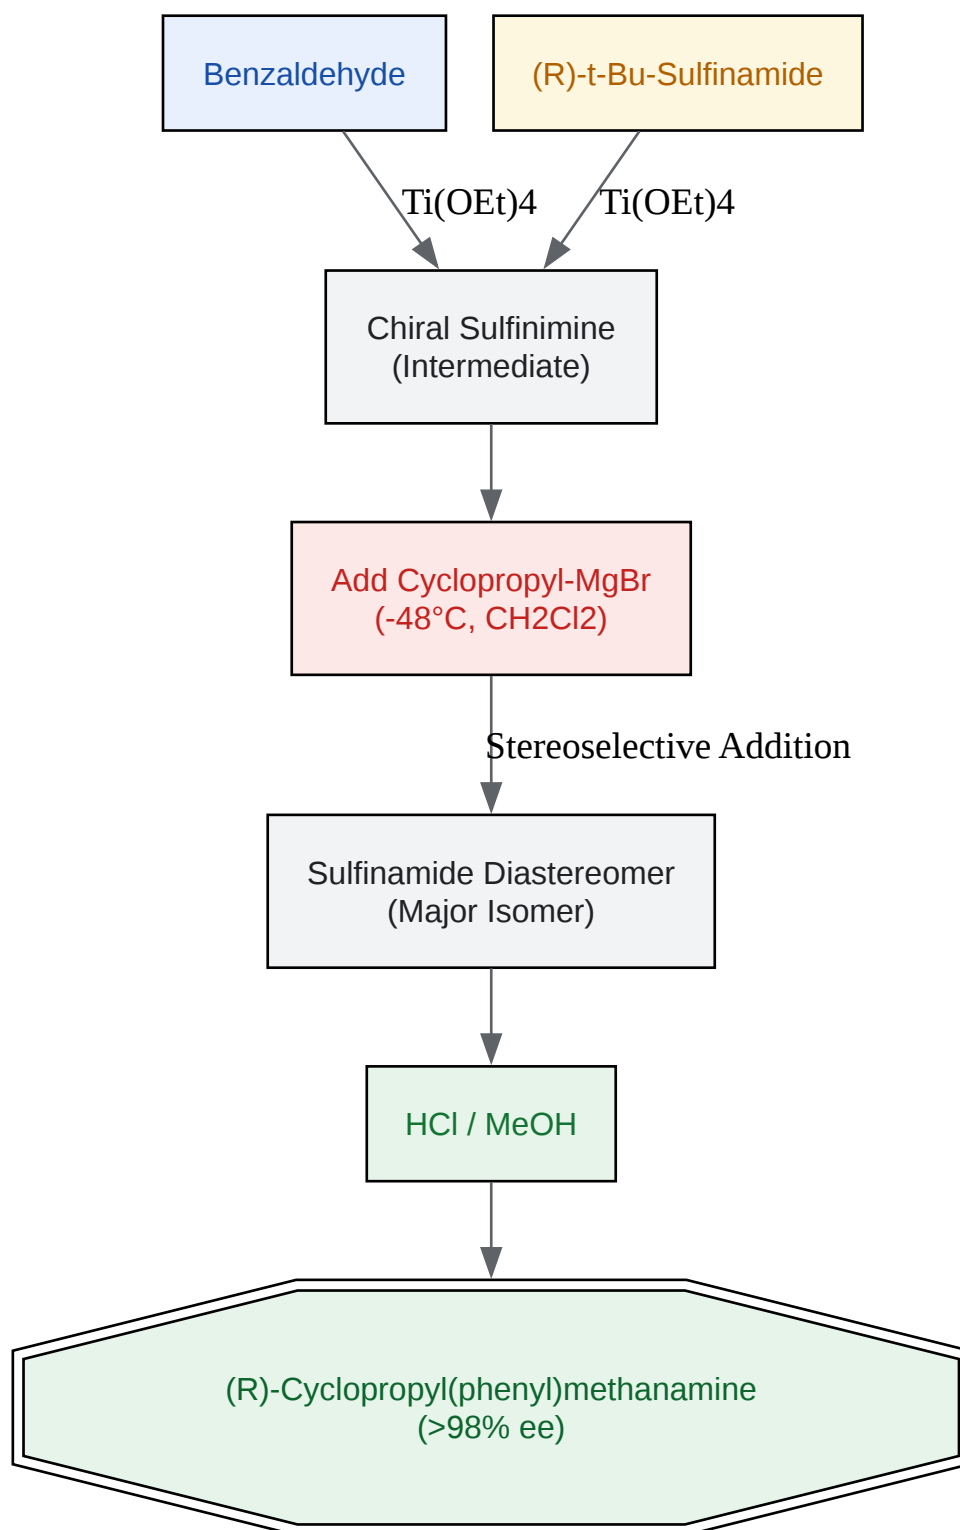 Benzaldehyde
(R)-t-Bu-Sulfinamide
Ti(OEt)4
Ti(OEt)4
Chiral Sulfinimine
(Intermediate)
Add Cyclopropyl-MgBr
(-48°C, CH2Cl2)
Stereoselective Addition
Sulfinamide Diastereomer
(Major Isomer)
HCl / MeOH
(R)-Cyclopropyl(phenyl)methanamine
(>98% ee)